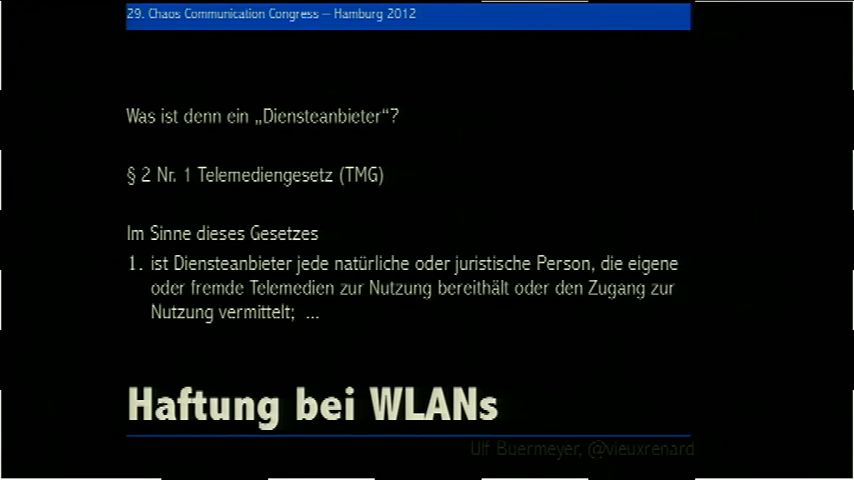 29. Chaos Communication Congress – Hamburg 2012
Was ist denn ein „Diensteanbieter“?
§ 2 Nr. 1 Telemediengesetz (TMG)
Im Sinne dieses Gesetzes
1. ist Diensteanbieter jede natürliche oder juristische Person, die eigene
oder fremde Telemedien zur Nutzung bereithält oder den Zugang zur
Nutzung vermittelt; ...
Haftung bei WLANs
Ulf Buermeyer, @vieuxrenard